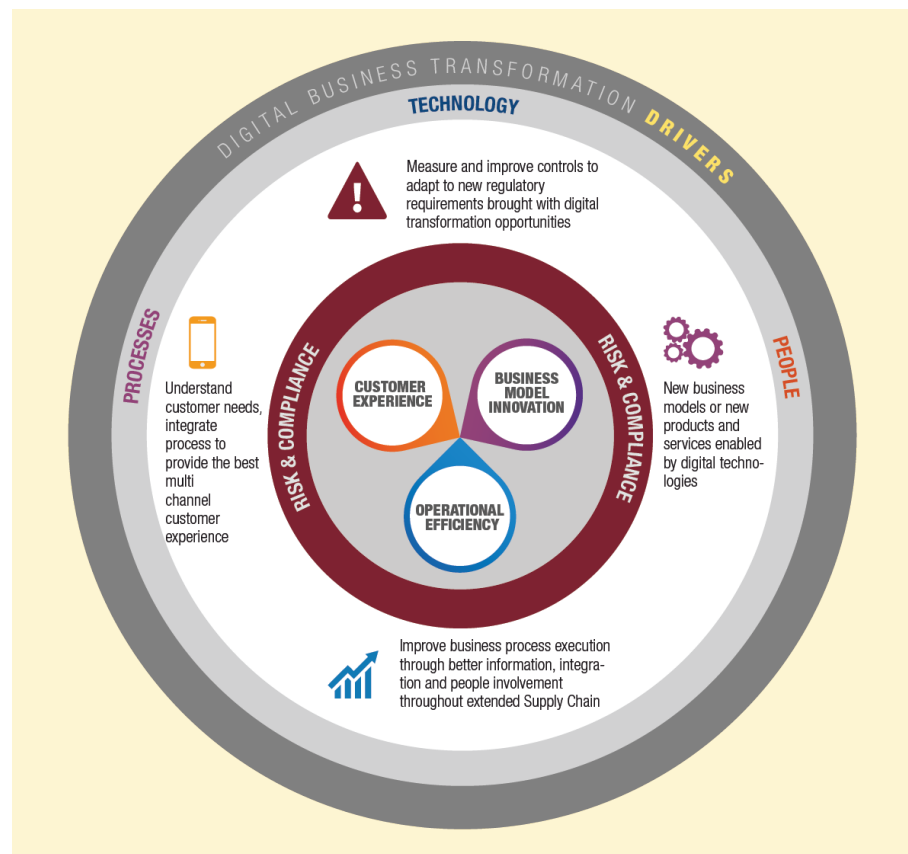 DIGITAL BUSINESS TRANSFORMATION DRIVERS
TECHNOLOGY
Measure and improve controls to
adapt to new regulatory
requirements brought with digital
transformation opportunities
PROCESSES
Understand
customer needs,
integrate
process to
provide the best
multi
channel
customer
experience
RISK & COMPLIANCE
CUSTOMER
EXPERIENCE
BUSINESS
MODEL
INNOVATION
OPERATIONAL
EFFICIENCY
RISK & COMPLIANCE
PEOPLE
New business
models or new
products and
services enabled
by digital techno-
logies
Improve business process execution
through better information, integra-
tion and people involvement
throughout extended Supply Chain